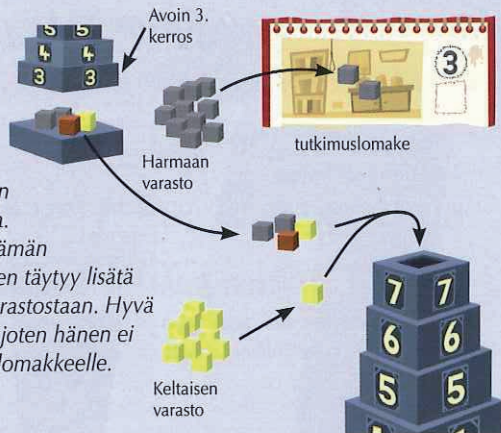 Avoin 3.
kerros
5 5
4 4
3 3
3
Harmaan
varasto
tutkimuslomake
n
.
ämän
en täytyy lisätä
rastostaan. Hyvä
joten hänen ei
lomakkeelle.
Keltaisen
varasto
7 7
6 6
5 5